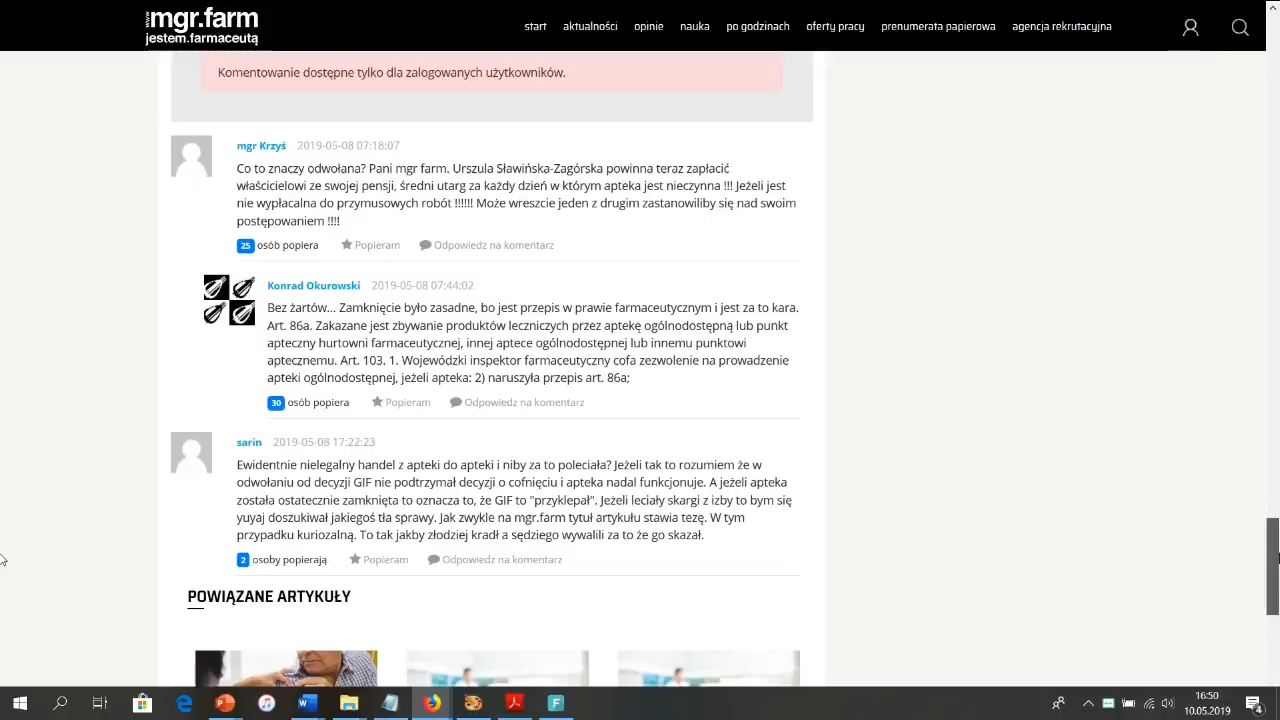 www.
mgr.farm
jestem.farmaceutą
start aktualności opinie nauka po godzinach oferty pracy prenumerata papierowa agencja rekrutacyjna
Komentowanie dostępne tylko dla zalogowanych użytkowników.
mgr Krzyś 2019-05-08 07:18:07
Co to znaczy odwołana? Pani mgr farm. Urszula Sławińska-Zagórska powinna teraz zapłacić
właścicielowi ze swojej pensji, średni utarg za każdy dzień w którym apteka jest nieczynna !!! Jeżeli jest
nie wypłacalna do przymusowych robót !!!!!! Może wreszcie jeden z drugim zastanowiliby się nad swoim
postępowaniem !!!!
25 osób popiera Popieram Odpowiedz na komentarz
Konrad Okurowski 2019-05-08 07:44:02
Bez żartów... Zamknięcie było zasadne, bo jest przepis w prawie farmaceutycznym i jest za to kara.
Art. 86a. Zakazane jest zbywanie produktów leczniczych przez aptekę ogólnodostępną lub punkt
apteczny hurtowni farmaceutycznej, innej aptece ogólnodostępnej lub innemu punktowi
aptecznemu. Art. 103. 1. Wojewódzki inspektor farmaceutyczny cofa zezwolenie na prowadzenie
apteki ogólnodostępnej, jeżeli apteka: 2) naruszyła przepis art. 86a;
30 osób popiera Popieram Odpowiedz na komentarz
sarin 2019-05-08 17:22:23
Ewidentnie nielegalny handel z apteki do apteki i niby za to poleciała? Jeżeli tak to rozumiem że w
odwołaniu od decyzji GIF nie podtrzymał decyzji o cofnięciu i apteka nadal funkcjonuje. A jeżeli apteka
została ostatecznie zamknięta to oznacza to, że GIF to "przyklepał". Jeżeli leciały skargi z izby to bym się
yuyaj doszukiwał jakiegoś tła sprawy. Jak zwykle na mgr.farm tytuł artykułu stawia tezę. W tym
przypadku kuriozalną. To tak jakby złodziej kradł a sędziego wywalili za to że go skazał.
2 osoby popierają Popieram Odpowiedz na komentarz
POWIĄZANE ARTYKUŁY
16:50
10.05.2019
4